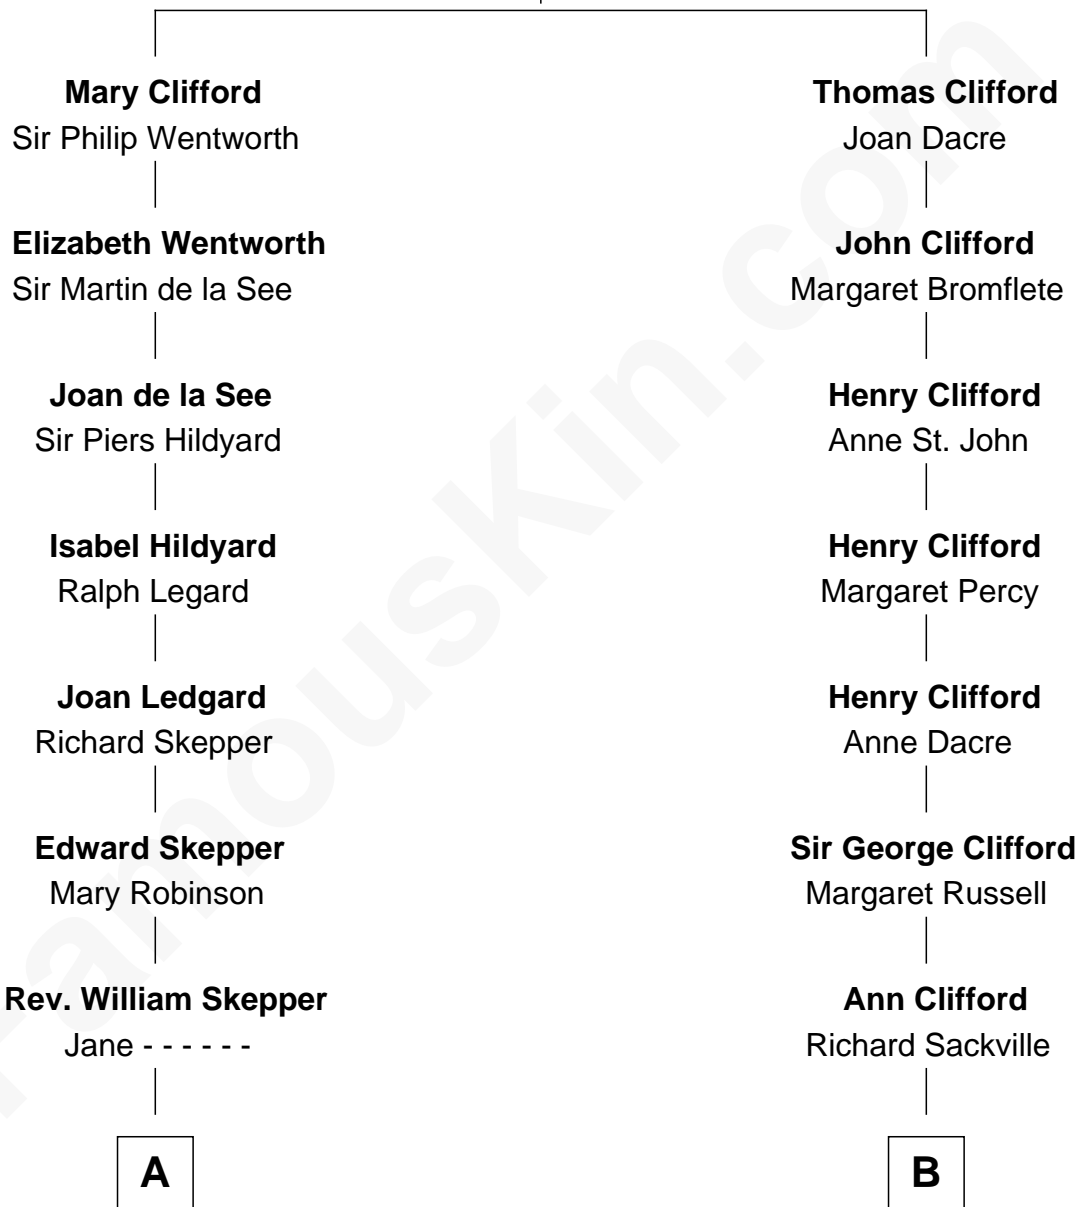 Mary Clifford
Sir Philip Wentworth
Thomas Clifford
Joan Dacre
Elizabeth Wentworth
Sir Martin de la See
John Clifford
Margaret Bromflete
Joan de la See
Sir Piers Hildyard
Henry Clifford
Anne St. John
Isabel Hildyard
Ralph Legard
Henry Clifford
Margaret Percy
Joan Ledgard
Richard Skepper
Henry Clifford
Anne Dacre
Edward Skepper
Mary Robinson
Sir George Clifford
Margaret Russell
Rev. William Skepper
Jane - - - - - -
Ann Clifford
Richard Sackville
A
B
FamousKin.com